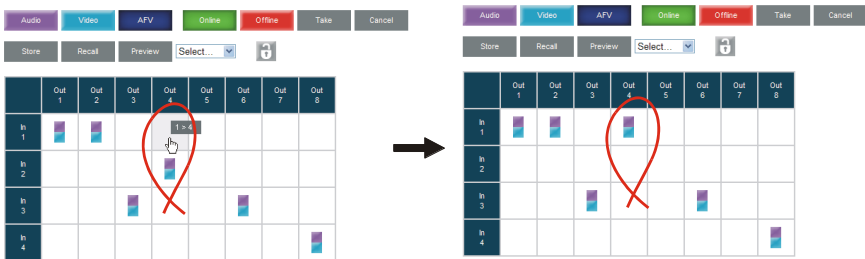 Audio Video AFV Online Offline Take Cancel
Store Recall Preview Select...
Out 1 Out 2 Out 3 Out 4 Out 5 Out 6 Out 7 Out 8
In 1
1 > 4
In 2
In 3
In 4
Audio Video AFV Online Offline Take Cancel
Store Recall Preview Select...
Out 1 Out 2 Out 3 Out 4 Out 5 Out 6 Out 7 Out 8
In 1
In 2
In 3
In 4